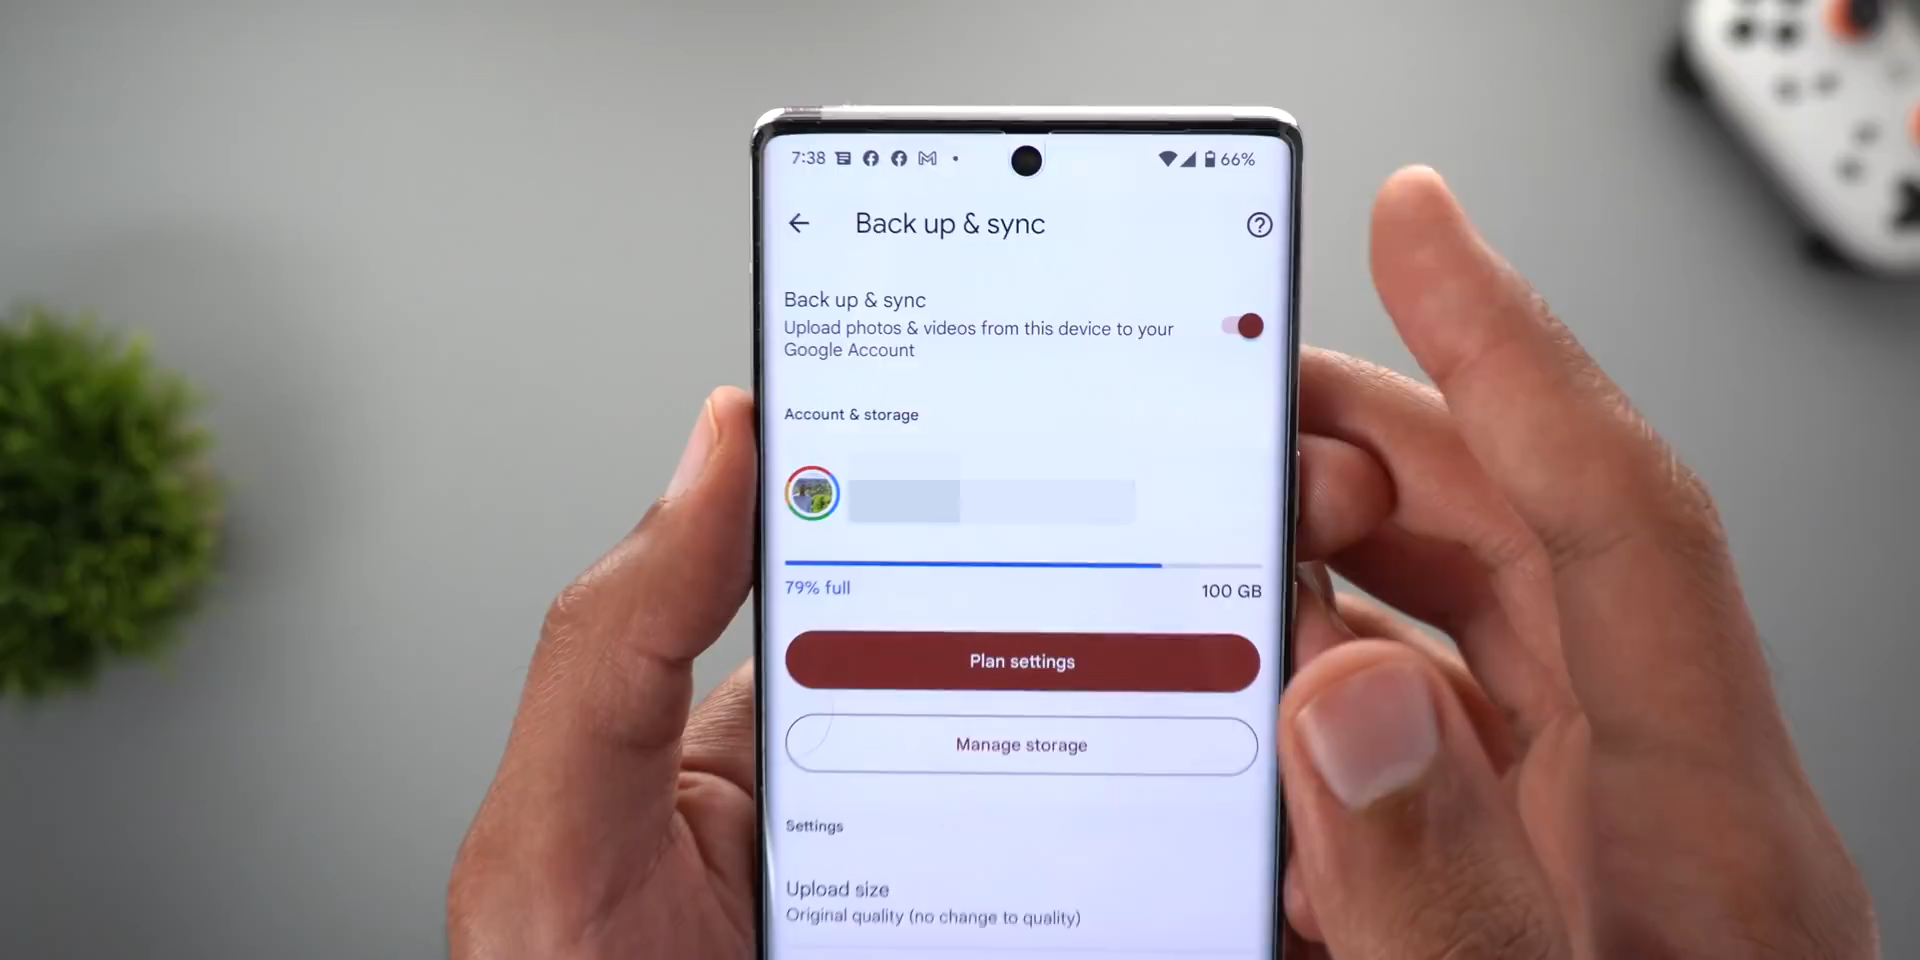 7:38 66%
Back up & sync
Back up & sync
Upload photos & videos from this device to your
Google Account
Account & storage
79% full 100 GB
Plan settings
Manage storage
Settings
Upload size
Original quality (no change to quality)